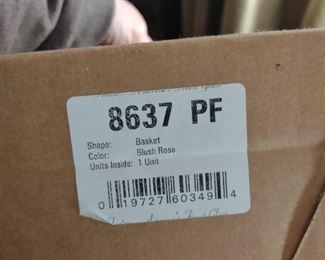 8637 PF
Shape: Basket
Color: Blush Rose
Units Inside: 1 Unit
0 19727 60349 4